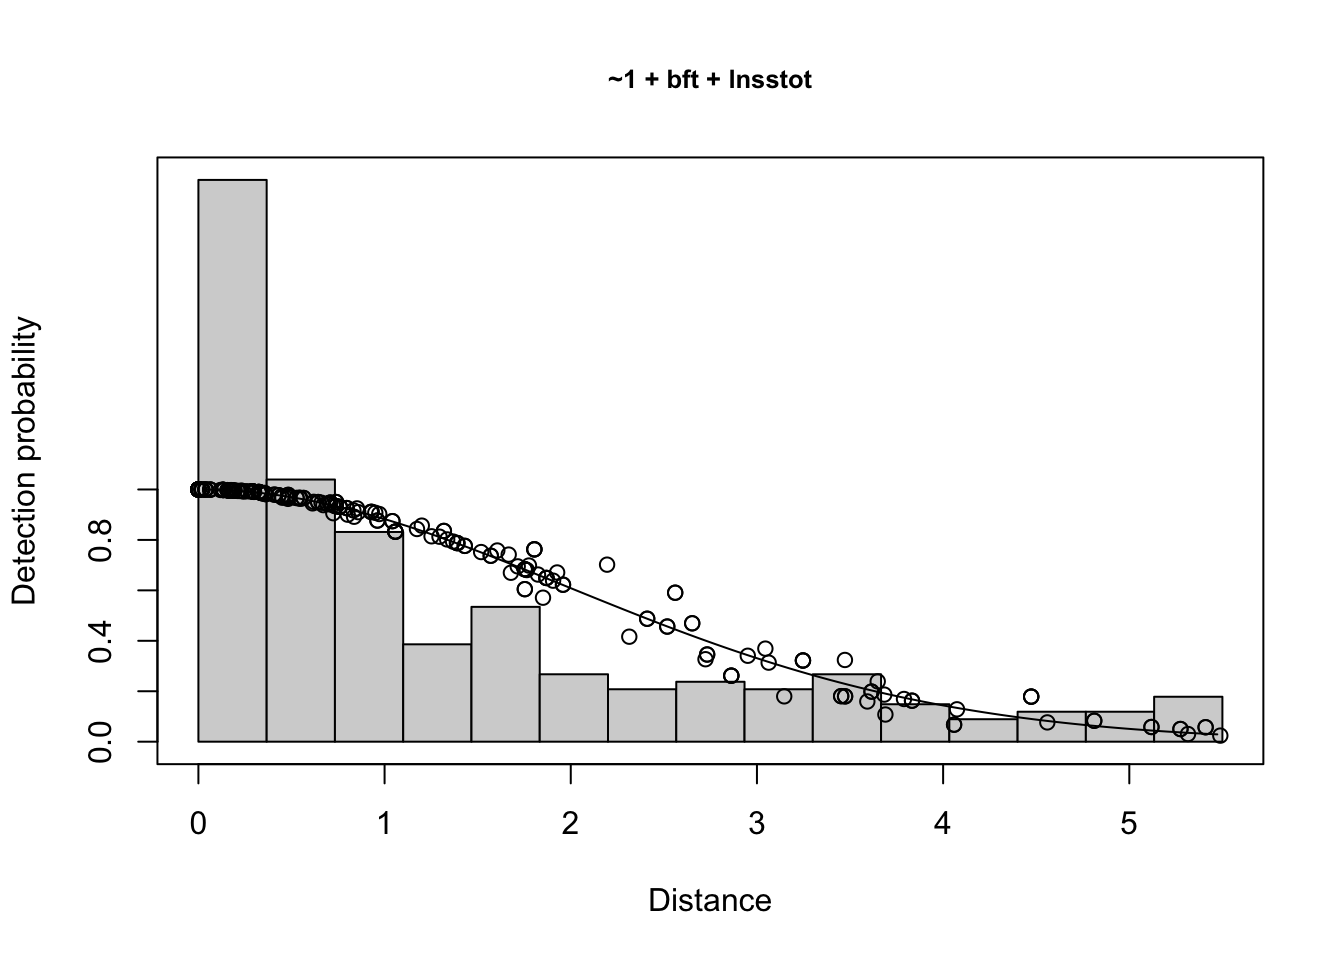 ~1 + bft + lnsstot
Detection probability
0.8
0.4
0.0
0 1 2 3 4 5
Distance